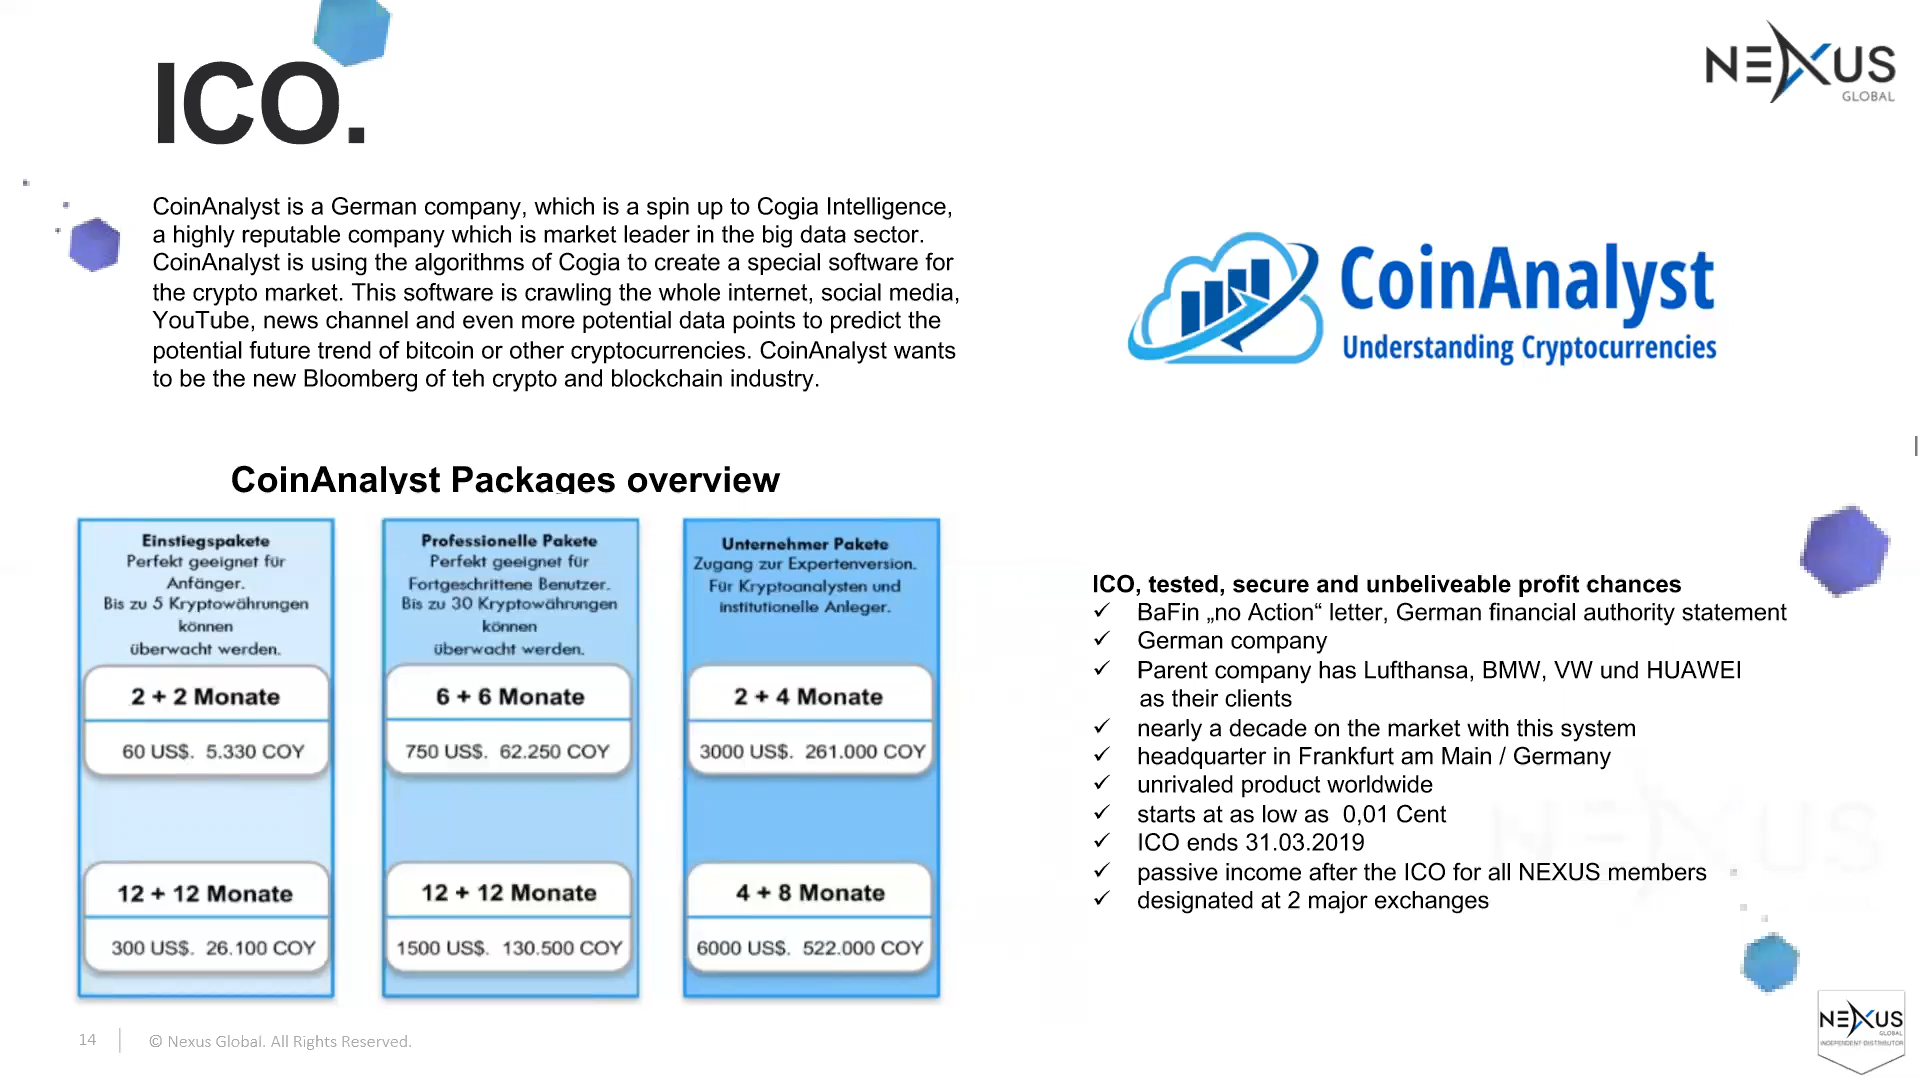 ICO.
NEXUS
GLOBAL
CoinAnalyst is a German company, which is a spin up to Cogia Intelligence,
a highly reputable company which is market leader in the big data sector.
CoinAnalyst is using the algorithms of Cogia to create a special software for
the crypto market. This software is crawling the whole internet, social media,
YouTube, news channel and even more potential data points to predict the
potential future trend of bitcoin or other cryptocurrencies. CoinAnalyst wants
to be the new Bloomberg of teh crypto and blockchain industry.
CoinAnalyst
Understanding Cryptocurrencies
CoinAnalyst Packages overview
Einstiegspakete
Perfekt geeignet für
Anfänger.
Bis zu 5 Kryptowährungen
können
überwacht werden.
2 + 2 Monate
60 US$. 5.330 COY
12 + 12 Monate
300 US$. 26.100 COY
Professionelle Pakete
Perfekt geeignet für
Fortgeschrittene Benutzer.
Bis zu 30 Kryptowährungen
können
überwacht werden.
6 + 6 Monate
750 US$. 62.250 COY
12 + 12 Monate
1500 US$. 130.500 COY
Unternehmer Pakete
Zugang zur Expertenversion.
Für Kryptoanalysten und
institutionelle Anleger.
2 + 4 Monate
3000 US$. 261.000 COY
4 + 8 Monate
6000 US$. 522.000 COY
ICO, tested, secure and unbeliveable profit chances
✓ BaFin „no Action“ letter, German financial authority statement
✓ German company
✓ Parent company has Lufthansa, BMW, VW und HUAWEI
as their clients
✓ nearly a decade on the market with this system
✓ headquarter in Frankfurt am Main / Germany
✓ unrivaled product worldwide
✓ starts at as low as 0,01 Cent
✓ ICO ends 31.03.2019
✓ passive income after the ICO for all NEXUS members
✓ designated at 2 major exchanges
NEXUS
14
© Nexus Global. All Rights Reserved.
NEXUS
GLOBAL
INDEPENDENT DISTRIBUTOR